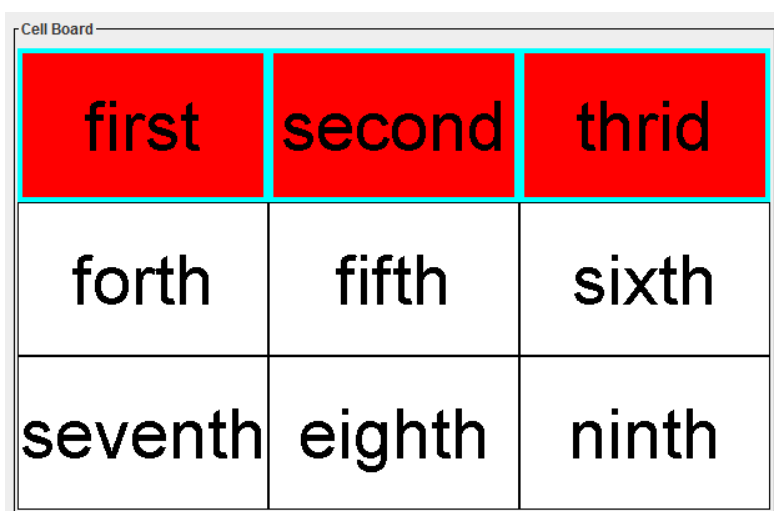 Cell Board
first second thrid
forth fifth sixth
seventh eighth ninth